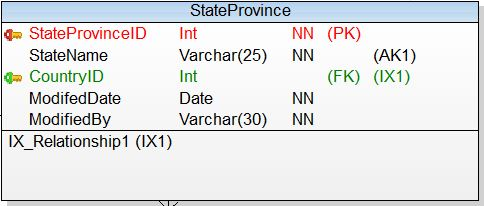 StateProvince
StateProvinceID Int NN (PK)
StateName Varchar(25) NN (AK1)
CountryID Int (FK) (IX1)
ModifedDate Date NN
ModifiedBy Varchar(30) NN
IX_Relationship1 (IX1)